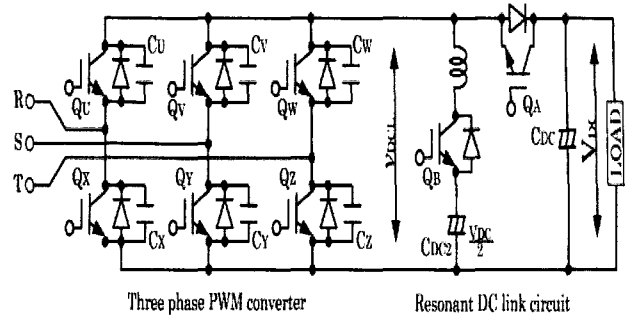 CU
CV
CW
QU
QV
QW
QA
R
S
T
VDCL
CDC
VDC
LOAD
QX
QY
QZ
QB
CX
CY
CZ
CDC2
VDC
2
Three phase PWM converter
Resonant DC link circuit